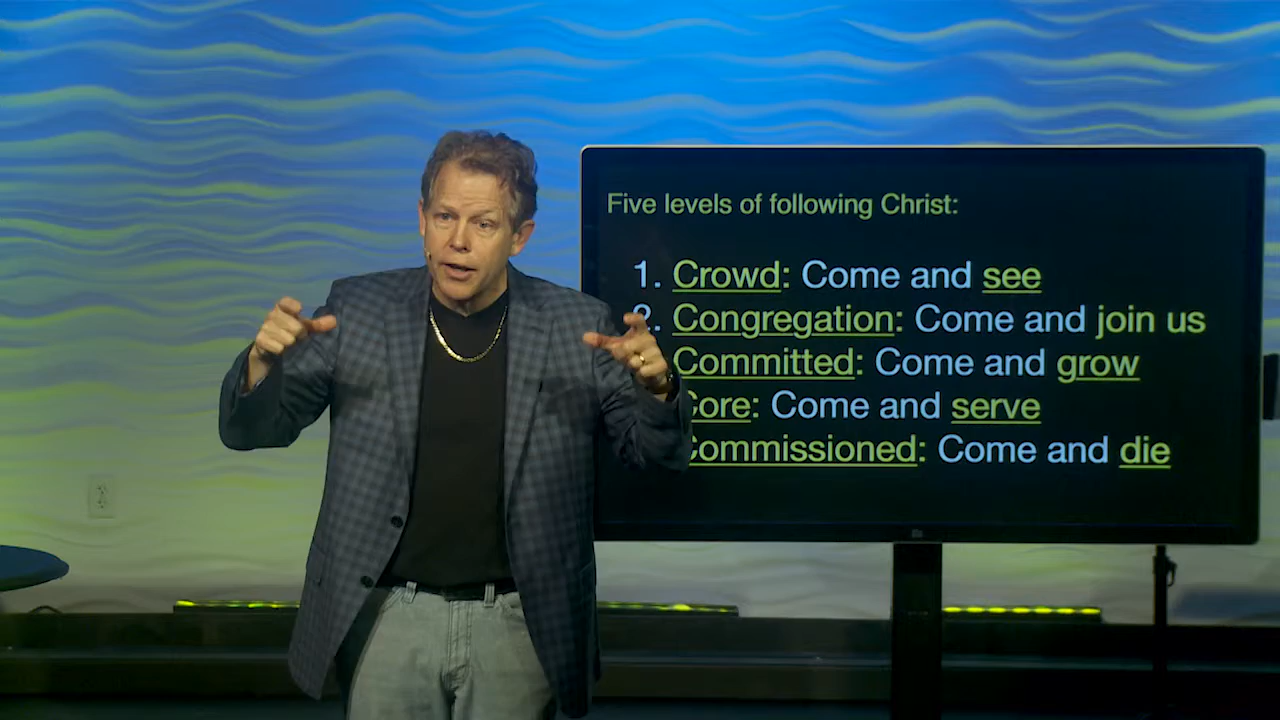 Five levels of following Christ:
1. Crowd: Come and see
2. Congregation: Come and join us
Committed: Come and grow
Core: Come and serve
Commissioned: Come and die